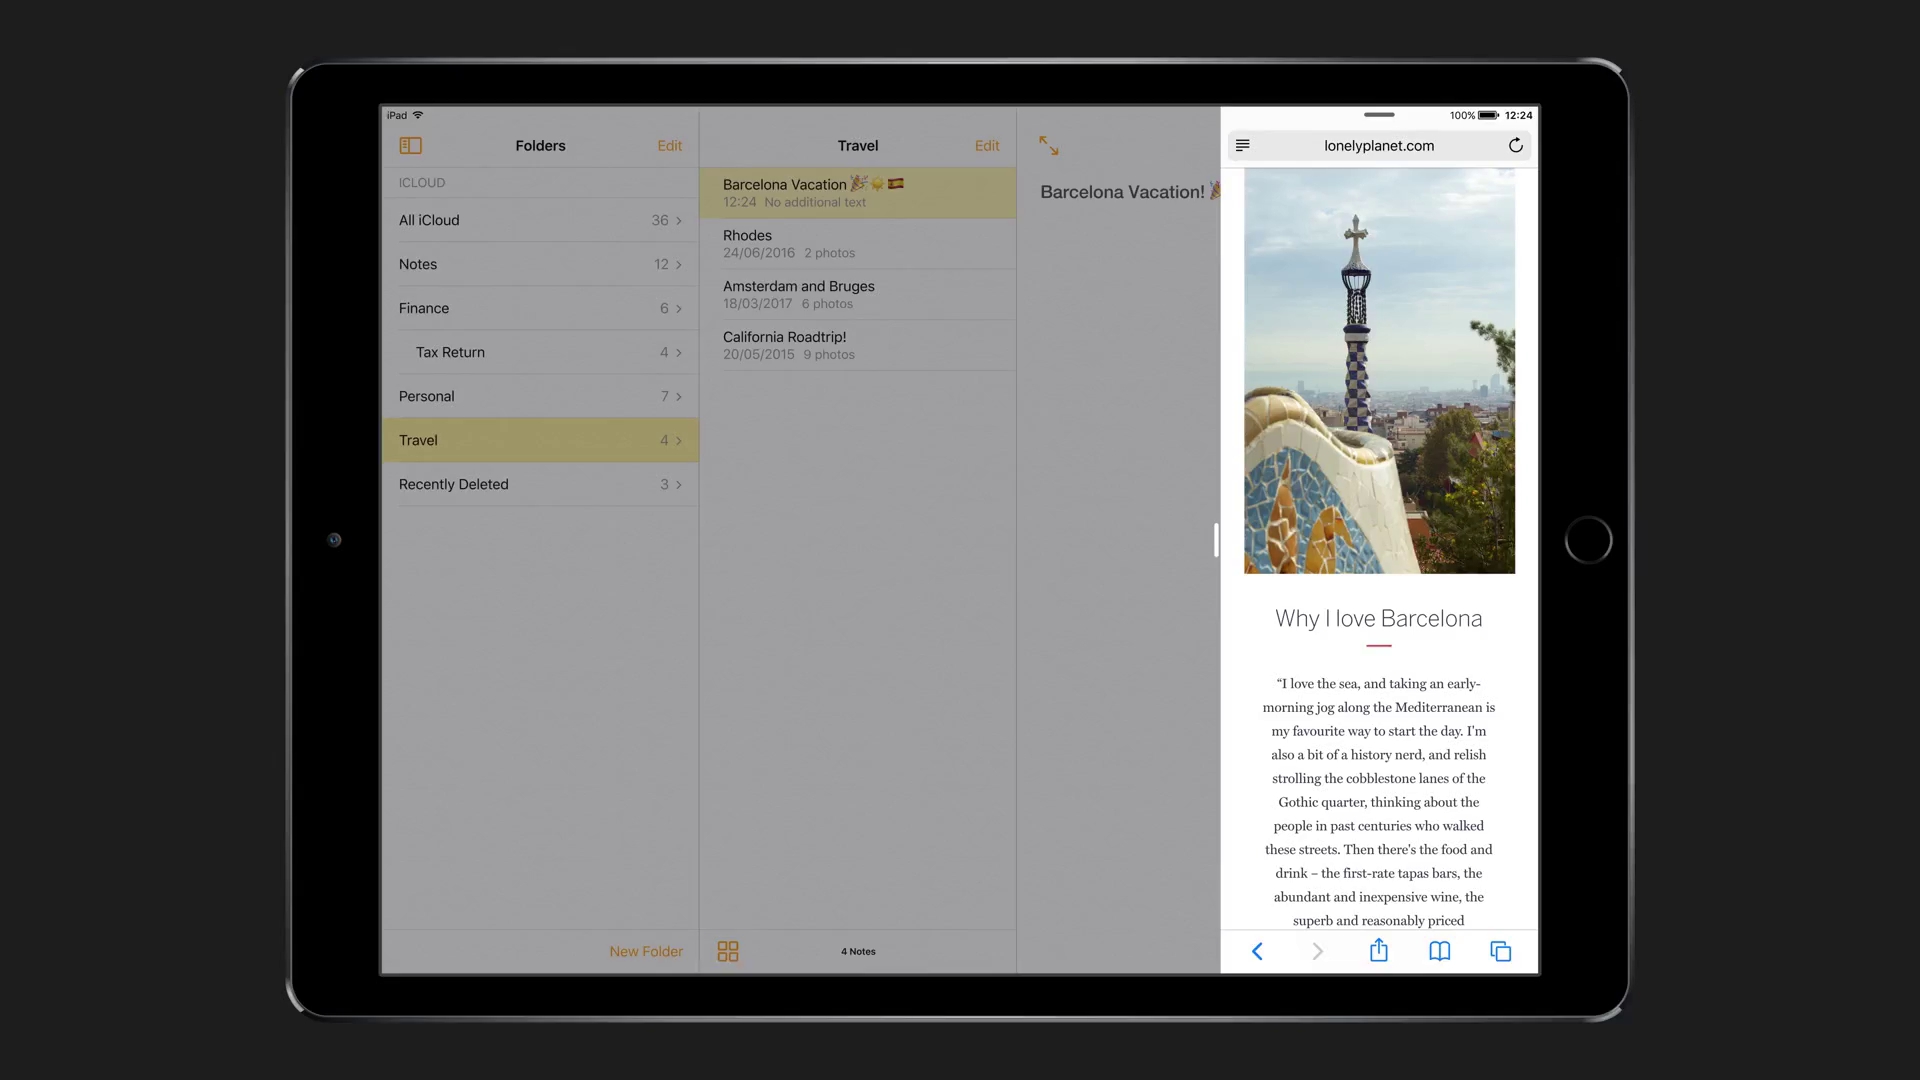 iPad
100% 12:24
Folders
Edit
Travel
Edit
lonelyplanet.com
ICLOUD
All iCloud 36
Notes 12
Finance 6
Tax Return 4
Personal 7
Travel 4
Recently Deleted 3
New Folder
Barcelona Vacation 🎉☀️🇪🇸
12:24 No additional text
Rhodes
24/06/2016 2 photos
Amsterdam and Bruges
18/03/2017 6 photos
California Roadtrip!
20/05/2015 9 photos
4 Notes
Barcelona Vacation! 🎉
Why I love Barcelona
“I love the sea, and taking an early-
morning jog along the Mediterranean is
my favourite way to start the day. I'm
also a bit of a history nerd, and relish
strolling the cobblestone lanes of the
Gothic quarter, thinking about the
people in past centuries who walked
these streets. Then there's the food and
drink – the first-rate tapas bars, the
abundant and inexpensive wine, the
superb and reasonably priced